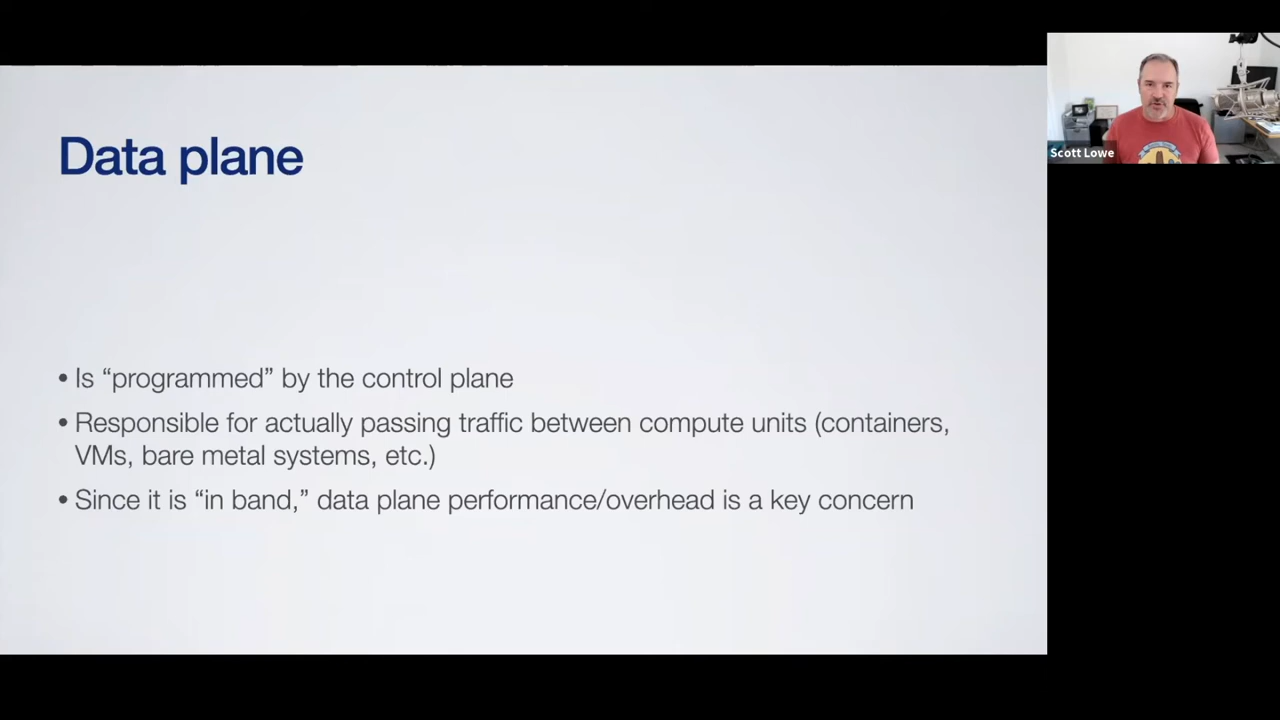 Data plane
• Is “programmed” by the control plane
• Responsible for actually passing traffic between compute units (containers,
VMs, bare metal systems, etc.)
• Since it is “in band,” data plane performance/overhead is a key concern
Scott Lowe